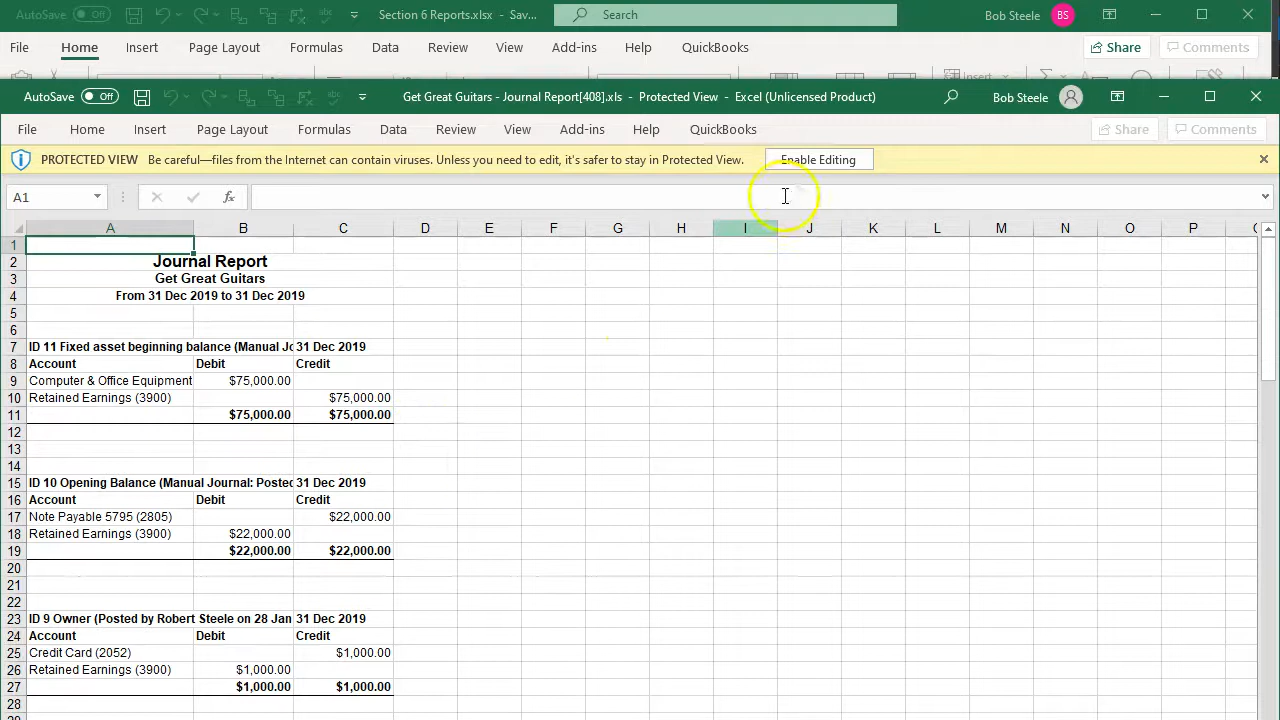 AutoSave Off Section 6 Reports.xlsx - Sav... Search Bob Steele BS
File Home Insert Page Layout Formulas Data Review View Add-ins Help QuickBooks Share Comments
Insert
AutoSave Off Get Great Guitars - Journal Report[408].xls - Protected View - Excel (Unlicensed Product) Bob Steele
File Home Insert Page Layout Formulas Data Review View Add-ins Help QuickBooks Share Comments
PROTECTED VIEW Be careful—files from the Internet can contain viruses. Unless you need to edit, it's safer to stay in Protected View. Enable Editing
A1 fx
A B C D E F G H I J K L M N O P
1
2 Journal Report
3 Get Great Guitars
4 From 31 Dec 2019 to 31 Dec 2019
5
6
7 ID 11 Fixed asset beginning balance (Manual Jo 31 Dec 2019
8 Account Debit Credit
9 Computer & Office Equipment $75,000.00
10 Retained Earnings (3900) $75,000.00
11 $75,000.00 $75,000.00
12
13
14
15 ID 10 Opening Balance (Manual Journal: Postec 31 Dec 2019
16 Account Debit Credit
17 Note Payable 5795 (2805) $22,000.00
18 Retained Earnings (3900) $22,000.00
19 $22,000.00 $22,000.00
20
21
22
23 ID 9 Owner (Posted by Robert Steele on 28 Jan 31 Dec 2019
24 Account Debit Credit
25 Credit Card (2052) $1,000.00
26 Retained Earnings (3900) $1,000.00
27 $1,000.00 $1,000.00
28